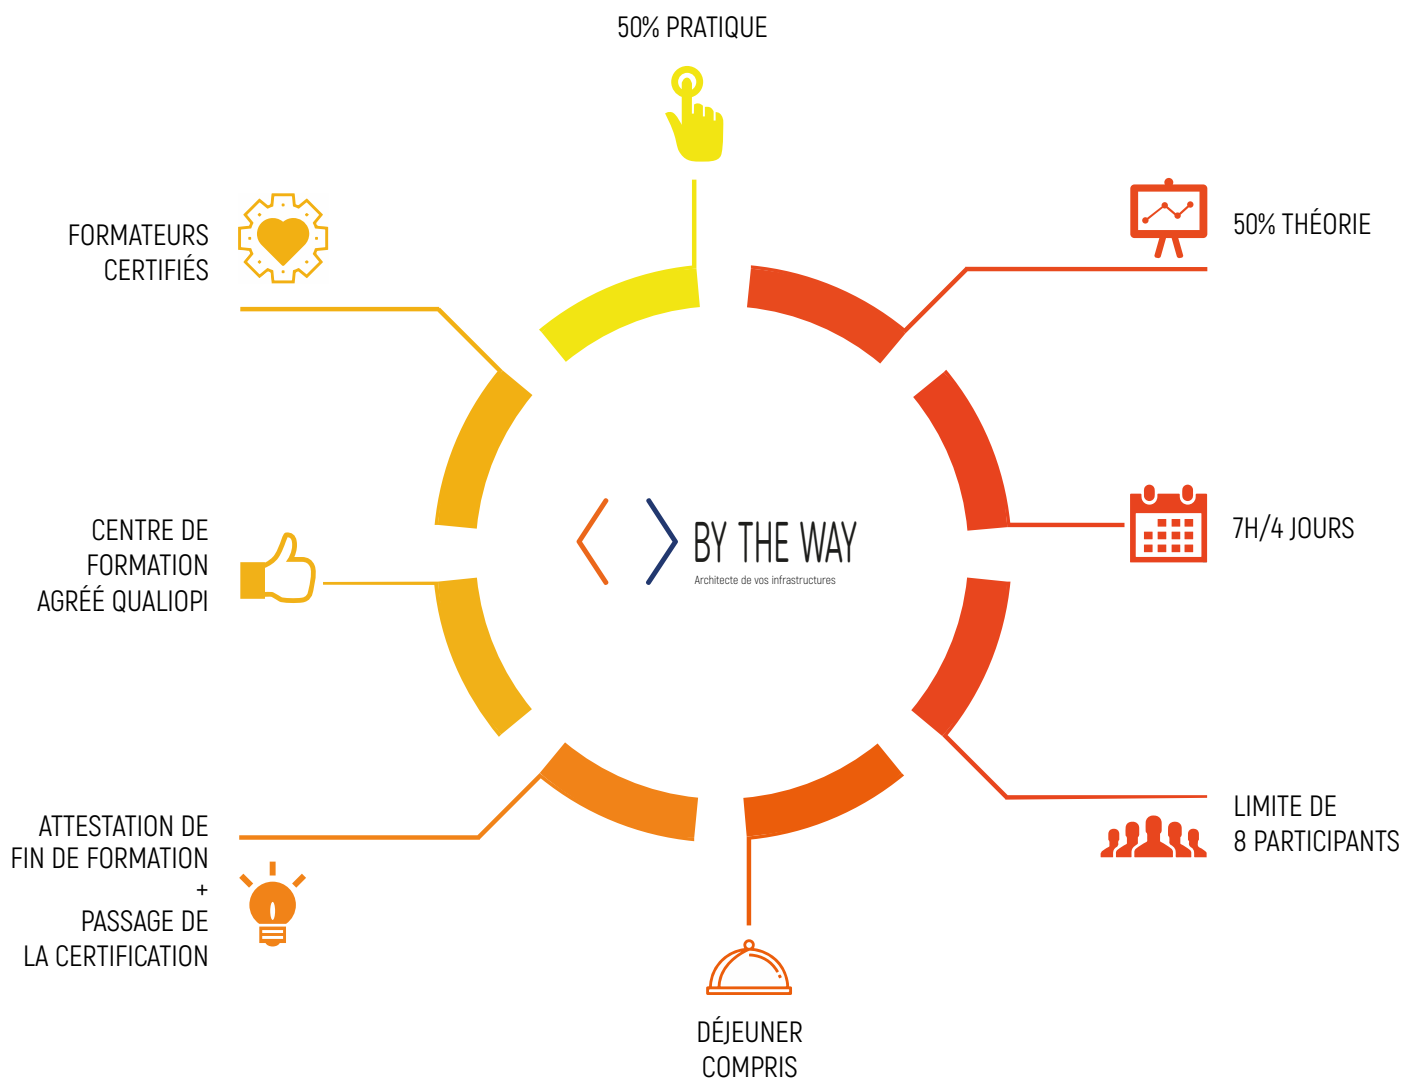 50% PRATIQUE
50% THÉORIE
7H/4 JOURS
LIMITE DE
8 PARTICIPANTS
DÉJEUNER
COMPRIS
ATTESTATION DE
FIN DE FORMATION
+
PASSAGE DE
LA CERTIFICATION
CENTRE DE
FORMATION
AGRÉÉ QUALIOPI
FORMATEURS
CERTIFIÉS
BY THE WAY
Architecte de vos infrastructures